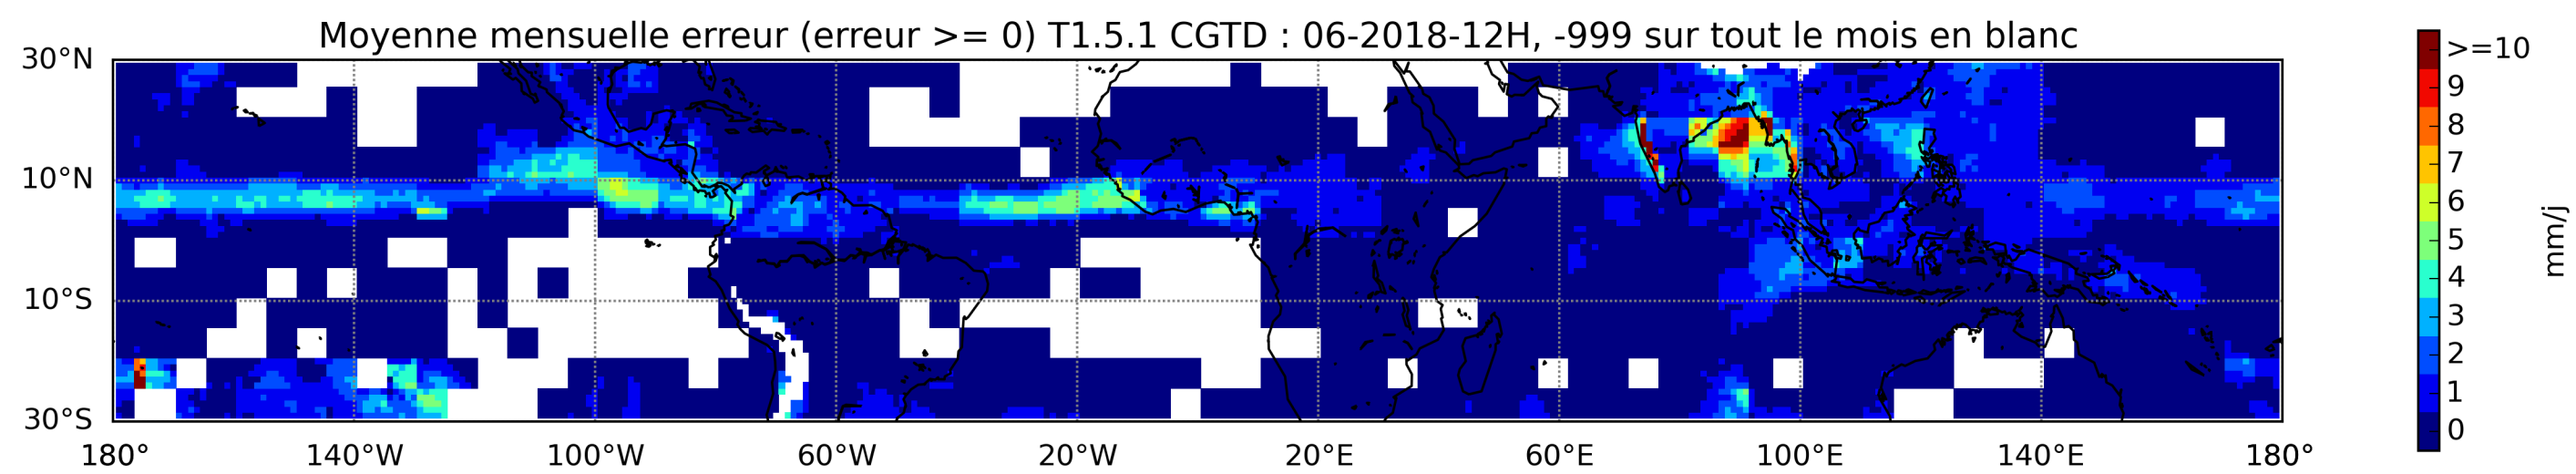 Moyenne mensuelle erreur (erreur >= 0) T1.5.1 CGTD : 06-2018-12H, -999 sur tout le mois en blanc
30°N
10°N
10°S
30°S
180°
140°W
100°W
60°W
20°W
20°E
60°E
100°E
140°E
180°
>=10
9
8
7
6
5
4
3
2
1
0
mm/j